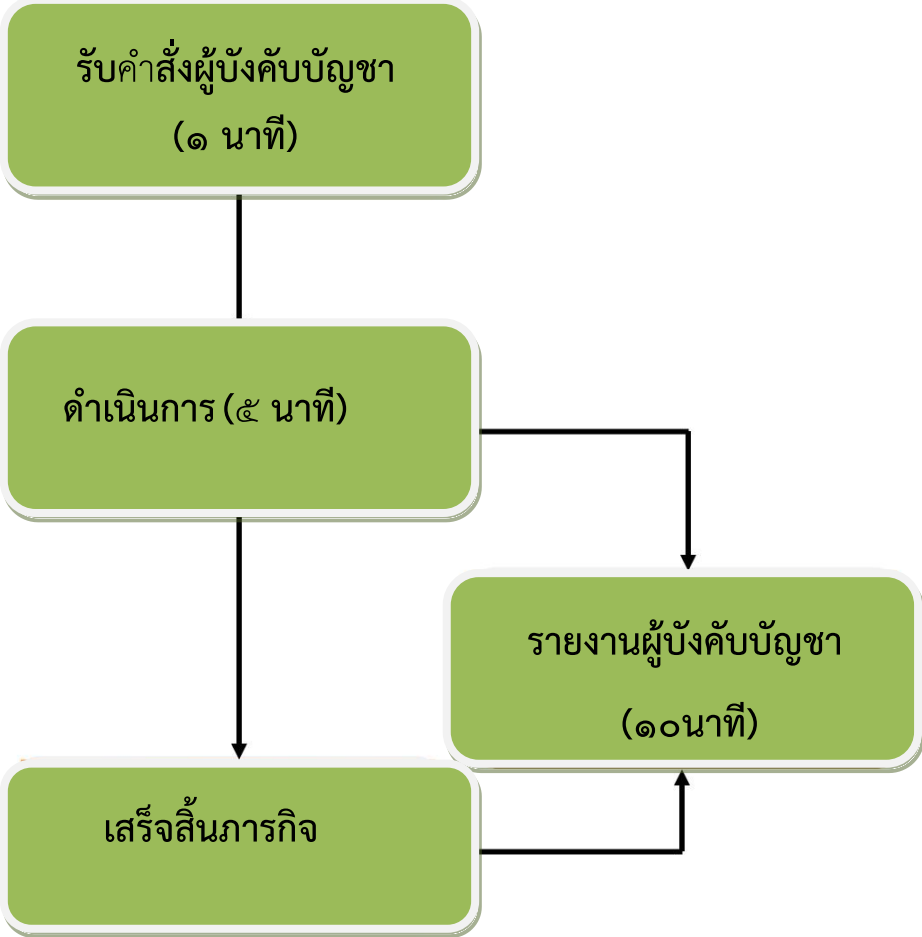 รับคำสั่งผู้บังคับบัญชา
(๑ นาที)
ดำเนินการ (๕ นาที)
รายงานผู้บังคับบัญชา
(๑๐นาที)
เสร็จสิ้นภารกิจ